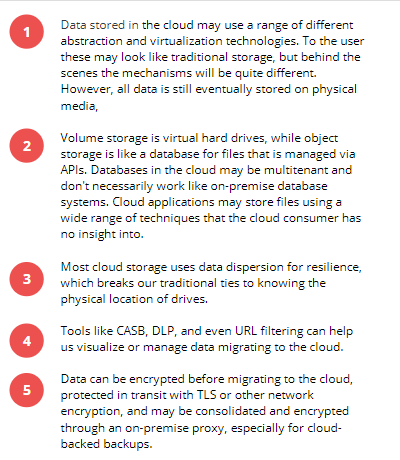 1
Data stored in the cloud may use a range of different
abstraction and virtualization technologies. To the user
these may look like traditional storage, but behind the
scenes the mechanisms will be quite different.
However, all data is still eventually stored on physical
media,
2
Volume storage is virtual hard drives, while object
storage is like a database for files that is managed via
APIs. Databases in the cloud may be multitenant and
don't necessarily work like on-premise database
systems. Cloud applications may store files using a
wide range of techniques that the cloud consumer has
no insight into.
3
Most cloud storage uses data dispersion for resilience,
which breaks our traditional ties to knowing the
physical location of drives.
4
Tools like CASB, DLP, and even URL filtering can help
us visualize or manage data migrating to the cloud.
5
Data can be encrypted before migrating to the cloud,
protected in transit with TLS or other network
encryption, and may be consolidated and encrypted
through an on-premise proxy, especially for cloud-
backed backups.